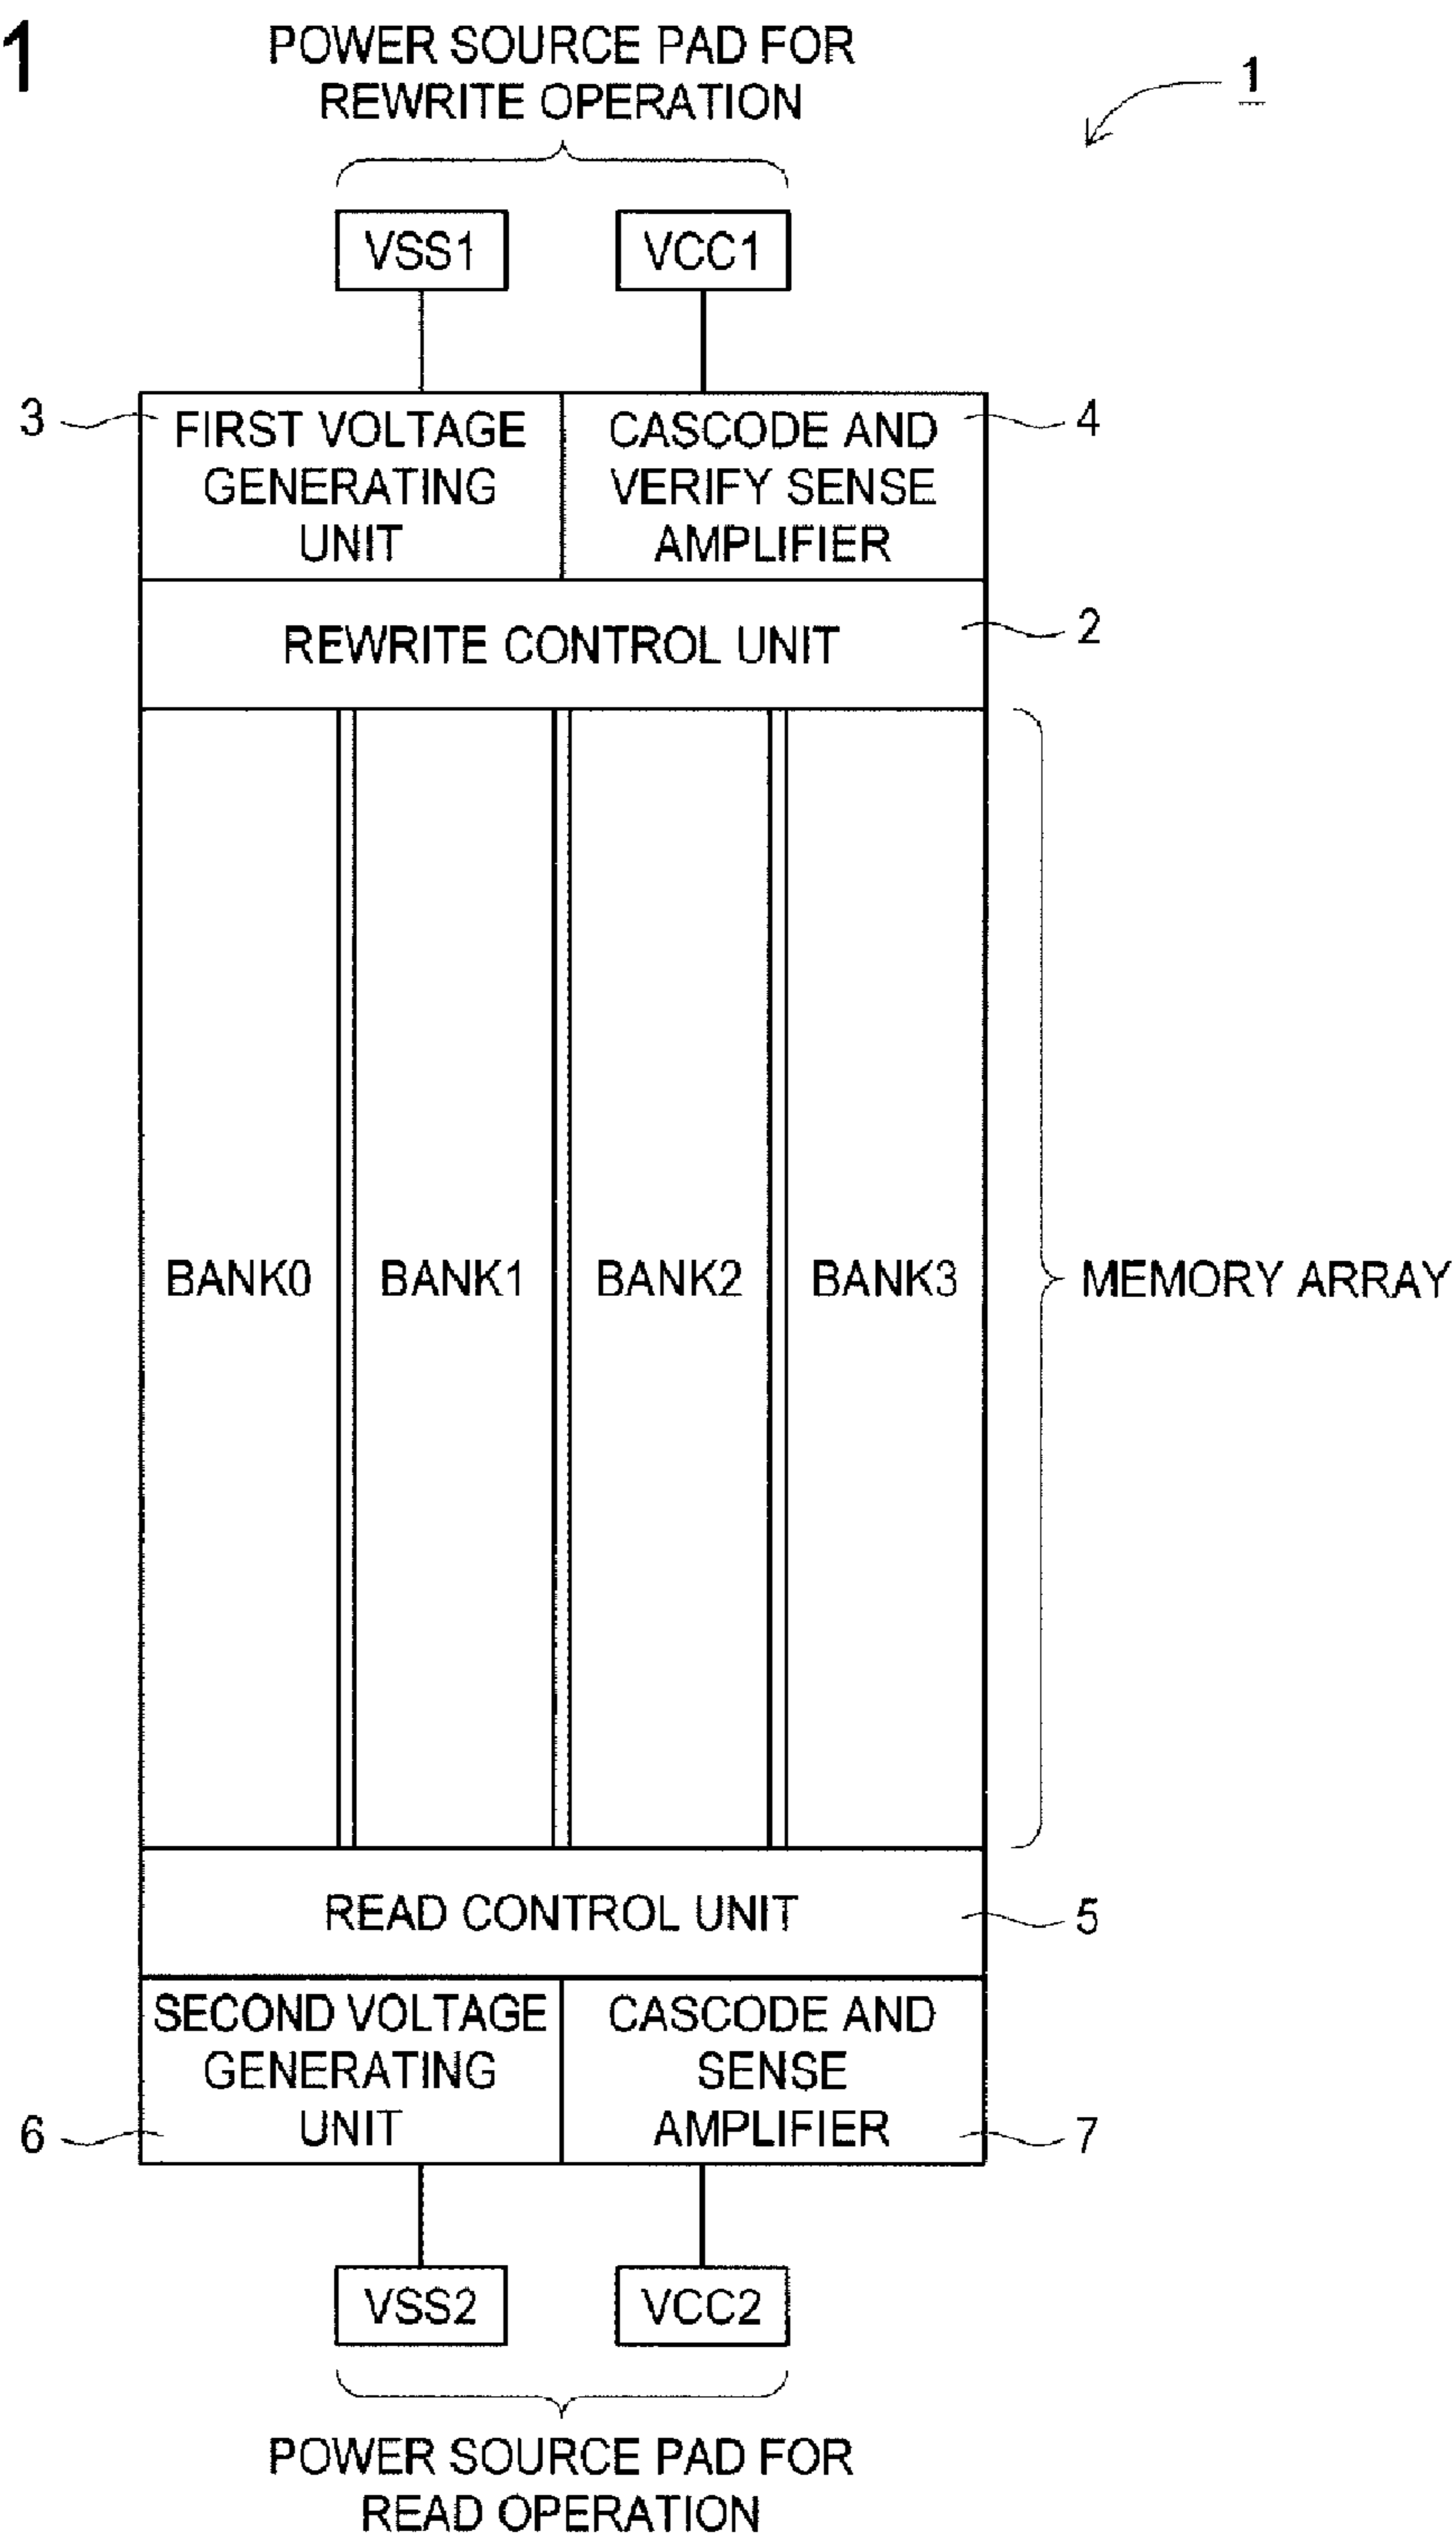 1
POWER SOURCE PAD FOR
REWRITE OPERATION
1
VSS1
VCC1
3
FIRST VOLTAGE
GENERATING
UNIT
CASCODE AND
VERIFY SENSE
AMPLIFIER
4
REWRITE CONTROL UNIT
2
BANK0
BANK1
BANK2
BANK3
MEMORY ARRAY
READ CONTROL UNIT
5
SECOND VOLTAGE
GENERATING
UNIT
6
CASCODE AND
SENSE
AMPLIFIER
7
VSS2
VCC2
POWER SOURCE PAD FOR
READ OPERATION